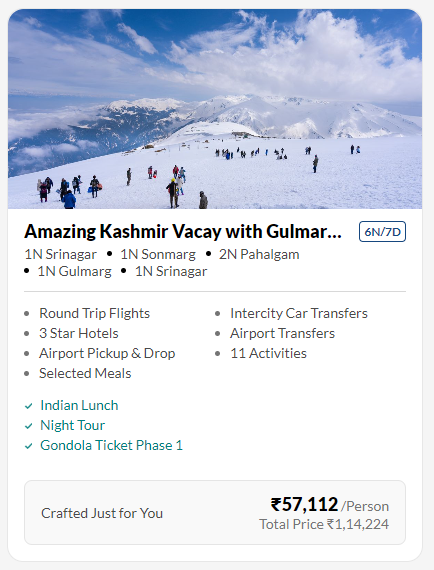 Amazing Kashmir Vacay with Gulmar...
6N/7D
1N Srinagar • 1N Sonmarg • 2N Pahalgam
• 1N Gulmarg • 1N Srinagar
• Round Trip Flights
• 3 Star Hotels
• Airport Pickup & Drop
• Selected Meals
• Intercity Car Transfers
• Airport Transfers
• 11 Activities
✓ Indian Lunch
✓ Night Tour
✓ Gondola Ticket Phase 1
Crafted Just for You
₹57,112 /Person
Total Price ₹1,14,224